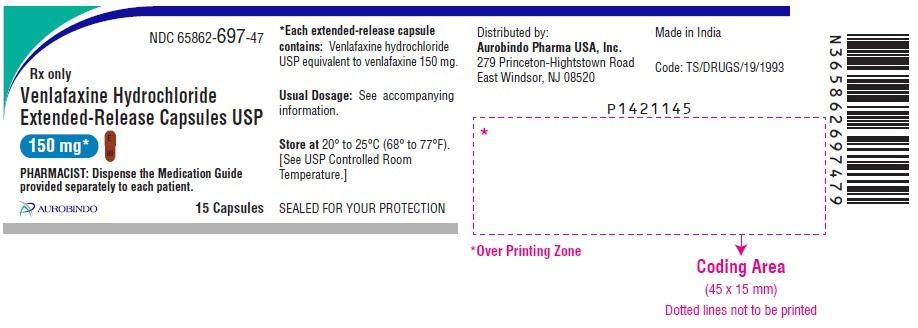 NDC 65862-697-47
Rx only
Venlafaxine Hydrochloride
Extended-Release Capsules USP
150 mg*
PHARMACIST: Dispense the Medication Guide
provided separately to each patient.
AUROBINDO
15 Capsules
*Each extended-release capsule
contains: Venlafaxine hydrochloride
USP equivalent to venlafaxine 150 mg.
Usual Dosage: See accompanying
information.
Store at 20° to 25°C (68° to 77°F).
[See USP Controlled Room
Temperature.]
SEALED FOR YOUR PROTECTION
Distributed by:
Aurobindo Pharma USA, Inc.
279 Princeton-Hightstown Road
East Windsor, NJ 08520
Made in India
Code: TS/DRUGS/19/1993
P1421145
*
*Over Printing Zone
Coding Area
(45 x 15 mm)
Dotted lines not to be printed
N365862697479